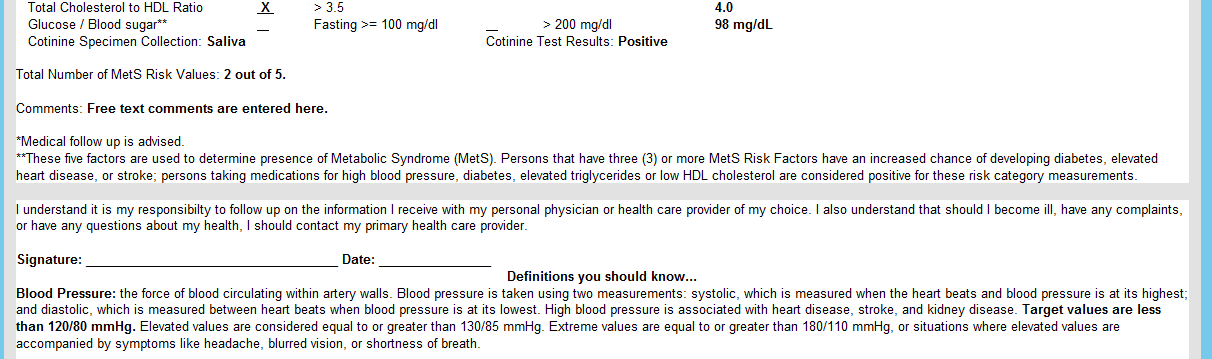 Total Cholesterol to HDL Ratio X > 3.5 4.0
Glucose / Blood sugar** __ Fasting >= 100 mg/dl __ > 200 mg/dl 98 mg/dL
Cotinine Specimen Collection: Saliva Cotinine Test Results: Positive
Total Number of MetS Risk Values: 2 out of 5.
Comments: Free text comments are entered here.
*Medical follow up is advised.
**These five factors are used to determine presence of Metabolic Syndrome (MetS). Persons that have three (3) or more MetS Risk Factors have an increased chance of developing diabetes, elevated
heart disease, or stroke; persons taking medications for high blood pressure, diabetes, elevated triglycerides or low HDL cholesterol are considered positive for these risk category measurements.
I understand it is my responsibilty to follow up on the information I receive with my personal physician or health care provider of my choice. I also understand that should I become ill, have any complaints,
or have any questions about my health, I should contact my primary health care provider.
Signature: ____________________ Date: ____________
Definitions you should know...
Blood Pressure: the force of blood circulating within artery walls. Blood pressure is taken using two measurements: systolic, which is measured when the heart beats and blood pressure is at its highest;
and diastolic, which is measured between heart beats when blood pressure is at its lowest. High blood pressure is associated with heart disease, stroke, and kidney disease. Target values are less
than 120/80 mmHg. Elevated values are considered equal to or greater than 130/85 mmHg. Extreme values are equal to or greater than 180/110 mmHg, or situations where elevated values are
accompanied by symptoms like headache, blurred vision, or shortness of breath.